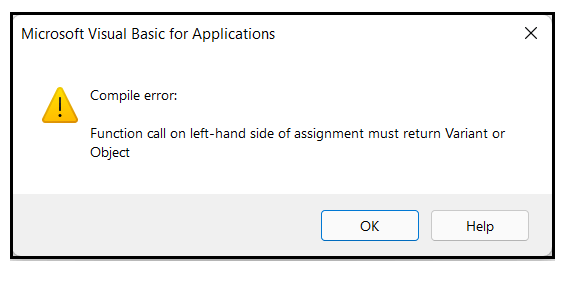 Microsoft Visual Basic for Applications
Compile error:
Function call on left-hand side of assignment must return Variant or
Object
OK
Help